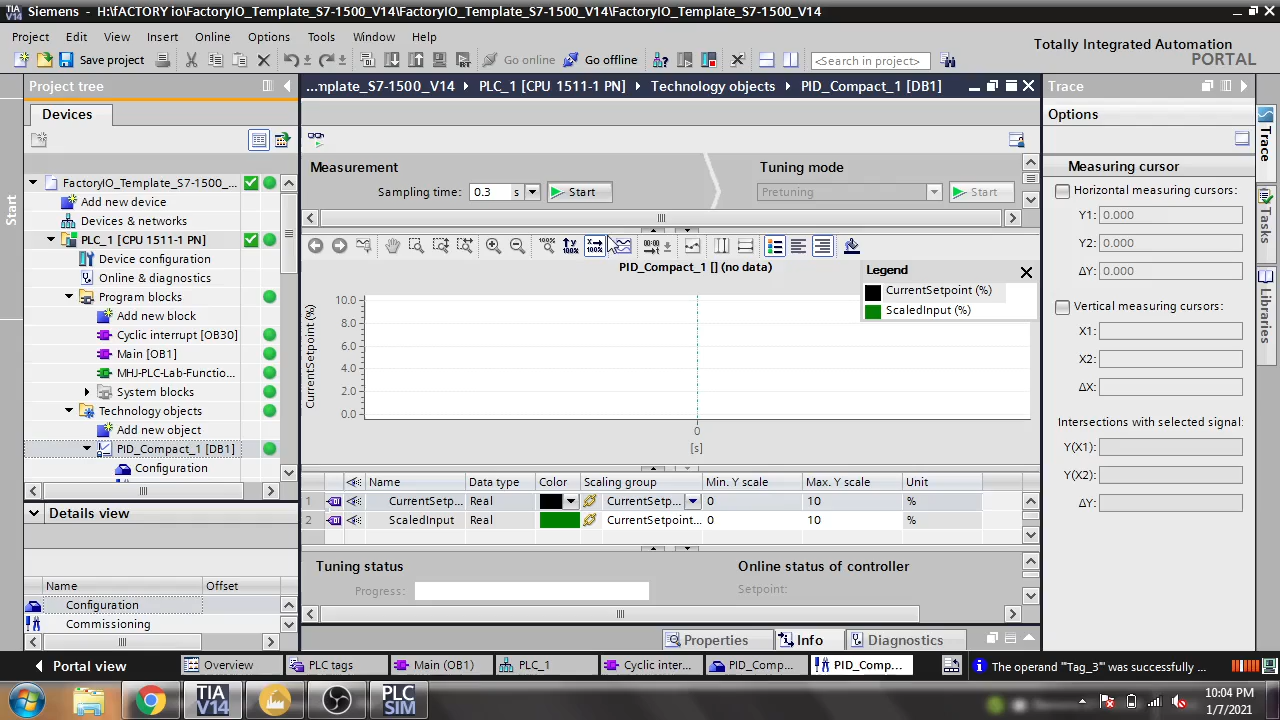 TIA
V14
Siemens - H:\fACTORY io\FactoryIO_Template_S7-1500_V14\FactoryIO_Template_S7-1500_V14\FactoryIO_Template_S7-1500_V14
Project Edit View Insert Online Options Tools Window Help
Totally Integrated Automation
PORTAL
Save project Go online Go offline <Search in project>
Project tree
...mplate_S7-1500_V14 PLC_1 [CPU 1511-1 PN] Technology objects PID_Compact_1 [DB1]
Trace
Devices
Options
Start
Measurement
Tuning mode
Sampling time: 0.3 s Start
Pretuning Start
Measuring cursor
Horizontal measuring cursors:
Y1: 0.000
Y2: 0.000
ΔY: 0.000
Vertical measuring cursors:
X1:
X2:
ΔX:
Intersections with selected signal:
Y(X1):
Y(X2):
ΔY:
Trace
Tasks
Libraries
FactoryIO_Template_S7-1500_...
Add new device
Devices & networks
PLC_1 [CPU 1511-1 PN]
Device configuration
Online & diagnostics
Program blocks
Add new block
Cyclic interrupt [OB30]
Main [OB1]
MHJ-PLC-Lab-Functio...
System blocks
Technology objects
Add new object
PID_Compact_1 [DB1]
Configuration
100% 100% 100%
00:00
PID_Compact_1 [] (no data)
Legend
CurrentSetpoint (%)
ScaledInput (%)
CurrentSetpoint (%)
10.0
8.0
6.0
4.0
2.0
0.0
0
[s]
Name Data type Color Scaling group Min. Y scale Max. Y scale Unit
1 CurrentSetp... Real CurrentSetp... 0 10 %
2 ScaledInput Real CurrentSetpoint... 0 10 %
Tuning status
Online status of controller
Progress:
Setpoint:
Details view
Name Offset
Configuration
Commissioning
Properties Info Diagnostics
Portal view Overview PLC tags Main (OB1) PLC_1 Cyclic inter... PID_Comp... PID_Comp... The operand 'Tag_3'' was successfully ...
TIA
V14
PLC
SIM
10:04 PM
1/7/2021